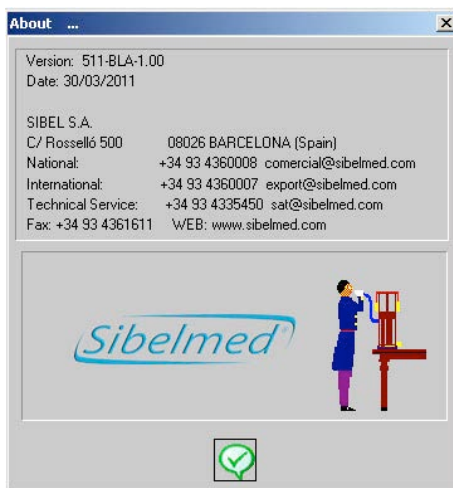 About ...
Version: 511-BLA-1.00
Date: 30/03/2011
SIBEL S.A.
C/ Rosselló 500 08026 BARCELONA (Spain)
National: +34 93 4360008 comercial@sibelmed.com
International: +34 93 4360007 export@sibelmed.com
Technical Service: +34 93 4335450 sat@sibelmed.com
Fax: +34 93 4361611 WEB: www.sibelmed.com
Sibelmed®